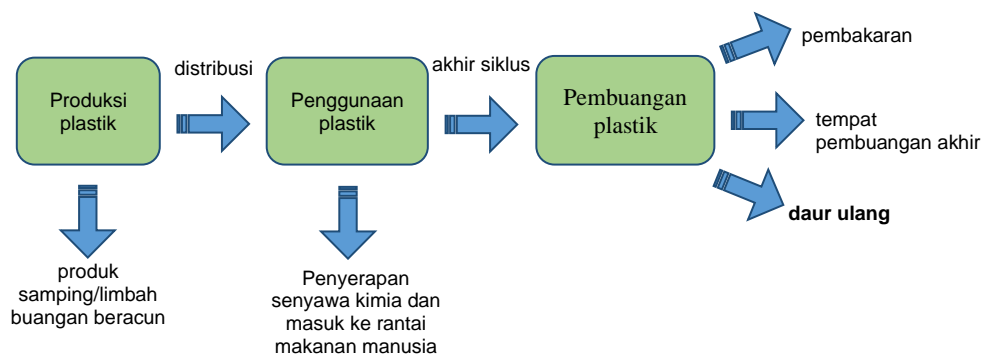 Produksi
plastik
distribusi
Penggunaan
plastik
akhir siklus
Pembuangan
plastik
pembakaran
tempat
pembuangan akhir
daur ulang
produk
samping/limbah
buangan beracun
Penyerapan
senyawa kimia dan
masuk ke rantai
makanan manusia